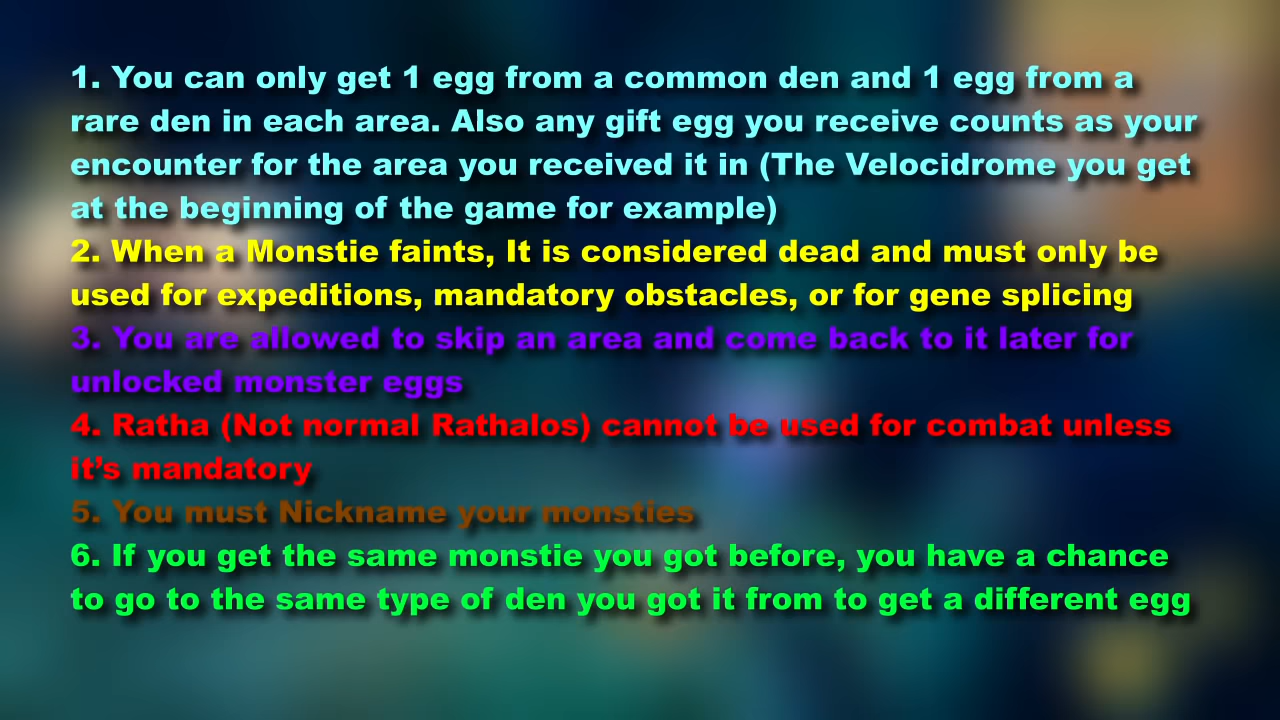 1. You can only get 1 egg from a common den and 1 egg from a
rare den in each area. Also any gift egg you receive counts as your
encounter for the area you received it in (The Velocidrome you get
at the beginning of the game for example)
2. When a Monstie faints, It is considered dead and must only be
used for expeditions, mandatory obstacles, or for gene splicing
3. You are allowed to skip an area and come back to it later for
unlocked monster eggs
4. Ratha (Not normal Rathalos) cannot be used for combat unless
it’s mandatory
5. You must Nickname your monsties
6. If you get the same monstie you got before, you have a chance
to go to the same type of den you got it from to get a different egg